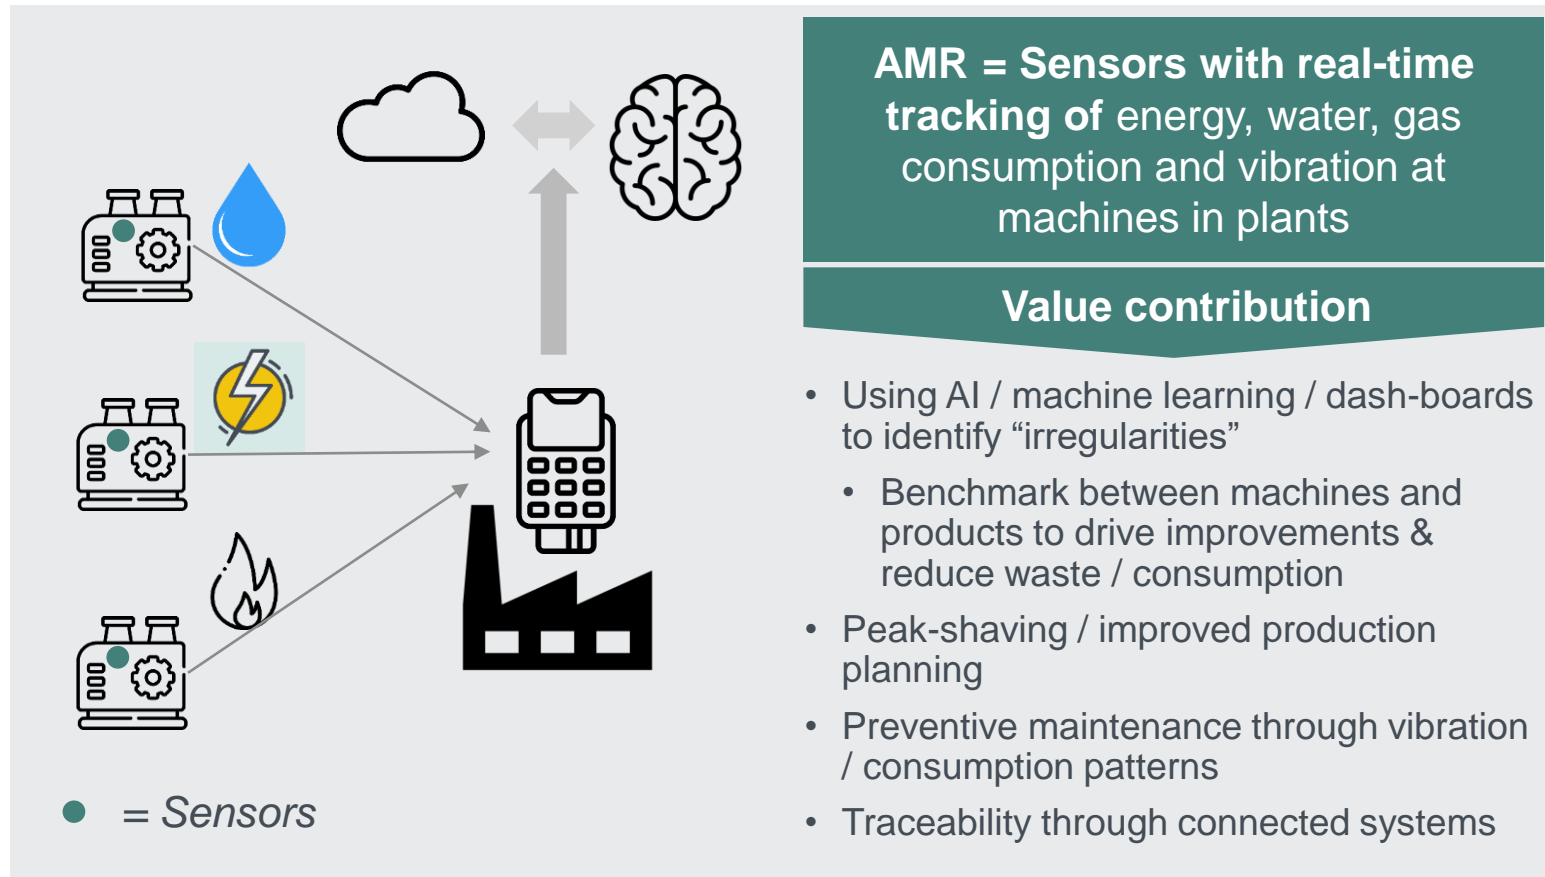 AMR = Sensors with real-time
tracking of energy, water, gas
consumption and vibration at
machines in plants
Value contribution
• Using AI / machine learning / dash-boards
to identify “irregularities”
• Benchmark between machines and
products to drive improvements &
reduce waste / consumption
• Peak-shaving / improved production
planning
• Preventive maintenance through vibration
/ consumption patterns
• Traceability through connected systems
= Sensors